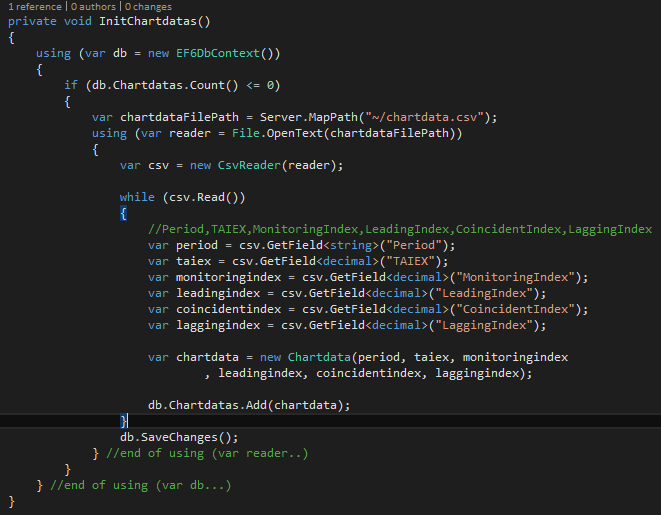 1 reference | 0 authors | 0 changes
private void InitChartdatas()
{
    using (var db = new EF6DbContext())
    {
        if (db.Chartdatas.Count() <= 0)
        {
            var chartdataFilePath = Server.MapPath("~/chartdata.csv");
            using (var reader = File.OpenText(chartdataFilePath))
            {
                var csv = new CsvReader(reader);

                while (csv.Read())
                {
                    //Period,TAIEX,MonitoringIndex,LeadingIndex,CoincidentIndex,LaggingIndex
                    var period = csv.GetField<string>("Period");
                    var taiex = csv.GetField<decimal>("TAIEX");
                    var monitoringindex = csv.GetField<decimal>("MonitoringIndex");
                    var leadingindex = csv.GetField<decimal>("LeadingIndex");
                    var coincidentindex = csv.GetField<decimal>("CoincidentIndex");
                    var laggingindex = csv.GetField<decimal>("LaggingIndex");

                    var chartdata = new Chartdata(period, taiex, monitoringindex
                            , leadingindex, coincidentindex, laggingindex);

                    db.Chartdatas.Add(chartdata);
                }
                db.SaveChanges();
            } //end of using (var reader..)
        }
    } //end of using (var db...)
}